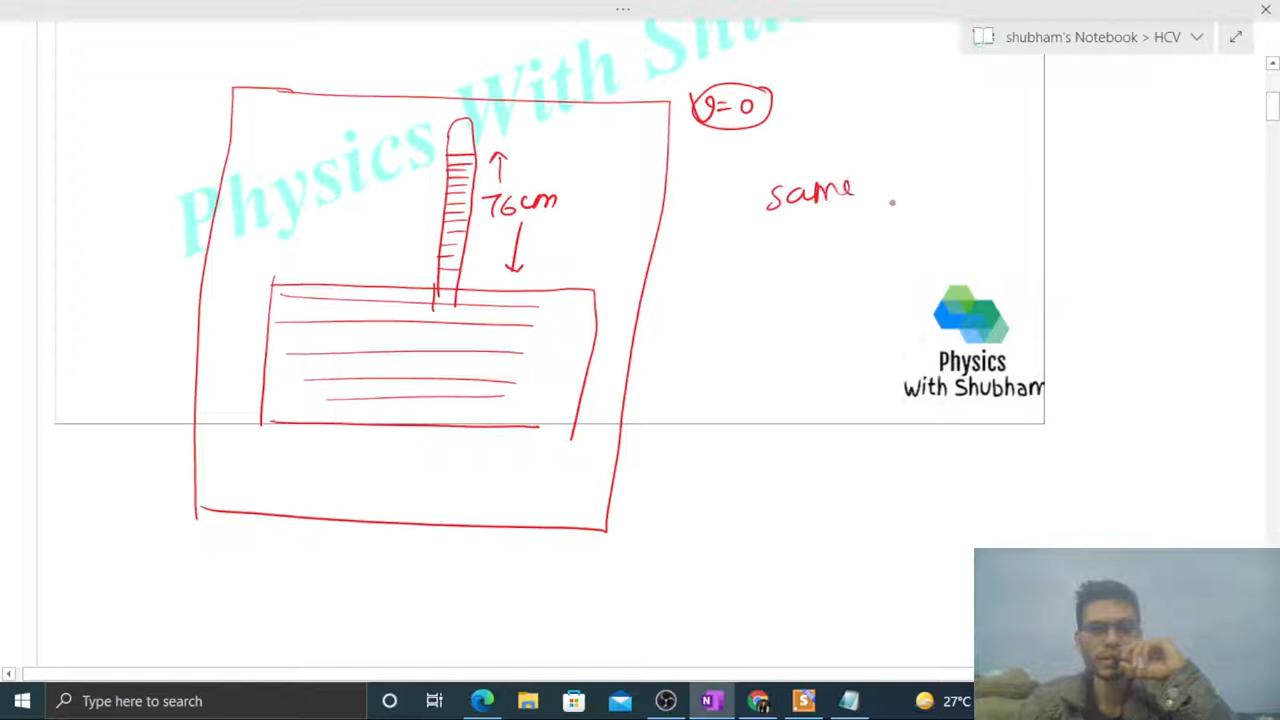 ...
shubham's Notebook > HCV
Physics With Shu
v=0
76cm
same
Physics
With Shubham
Type here to search
27°C